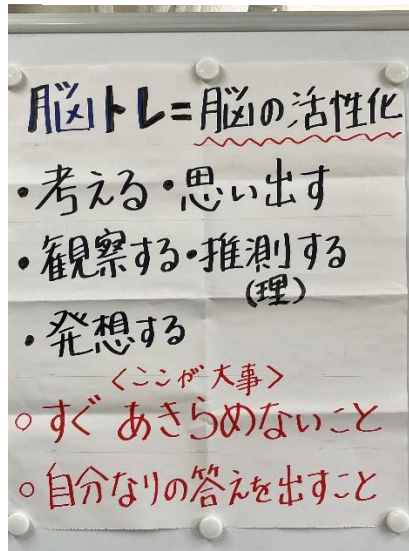 脳トレ=脳の活性化
・考える・思い出す
・観察する・推測する
(理)
・発想する
<ここが大事>
○すぐ あきらめないこと
○自分なりの答えを出すこと